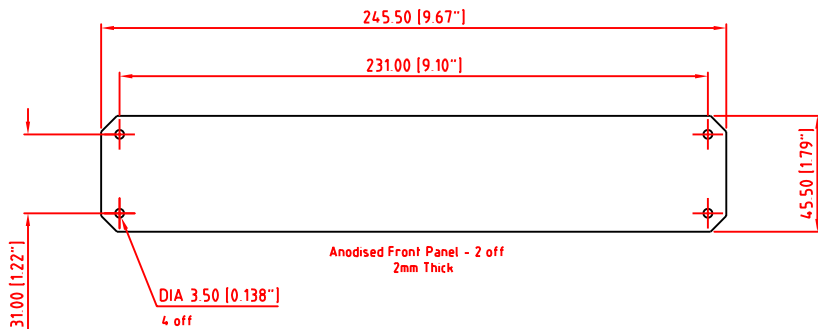 245.50 [9.67"]
231.00 [9.10"]
45.50 [1.79"]
31.00 [1.22"]
Anodised Front Panel - 2 off
2mm Thick
DIA 3.50 [0.138"]
4 off